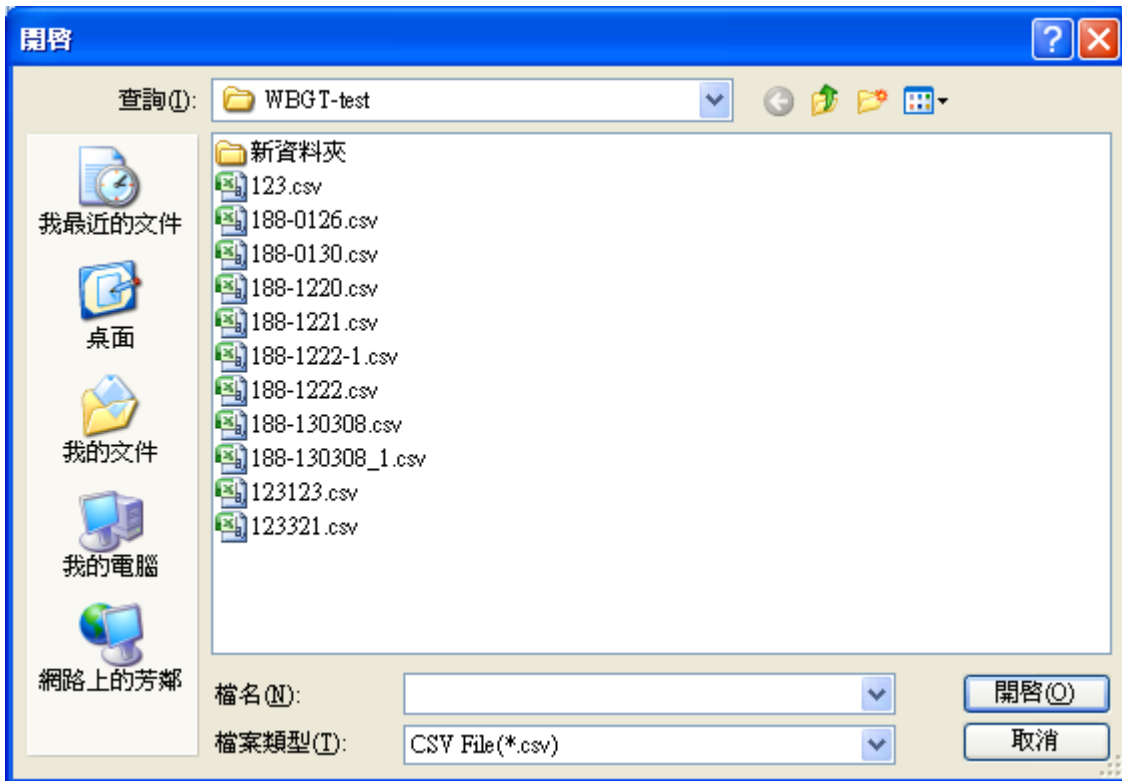 開啓
查詢(I):
WBGT-test
我最近的文件
桌面
我的文件
我的電腦
網路上的芳鄰
新資料夾
123.csv
188-0126.csv
188-0130.csv
188-1220.csv
188-1221.csv
188-1222-1.csv
188-1222.csv
188-130308.csv
188-130308_1.csv
123123.csv
123321.csv
檔名(N):
開啓(O)
檔案類型(T):
CSV File(*.csv)
取消